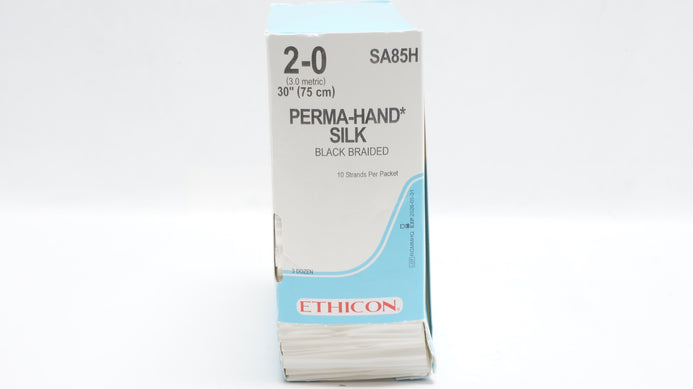 2-0
SA85H
(3.0 metric)
30" (75 cm)
PERMA-HAND*
SILK
BLACK BRAIDED
10 Strands Per Packet
3 DOZEN
ETHICON